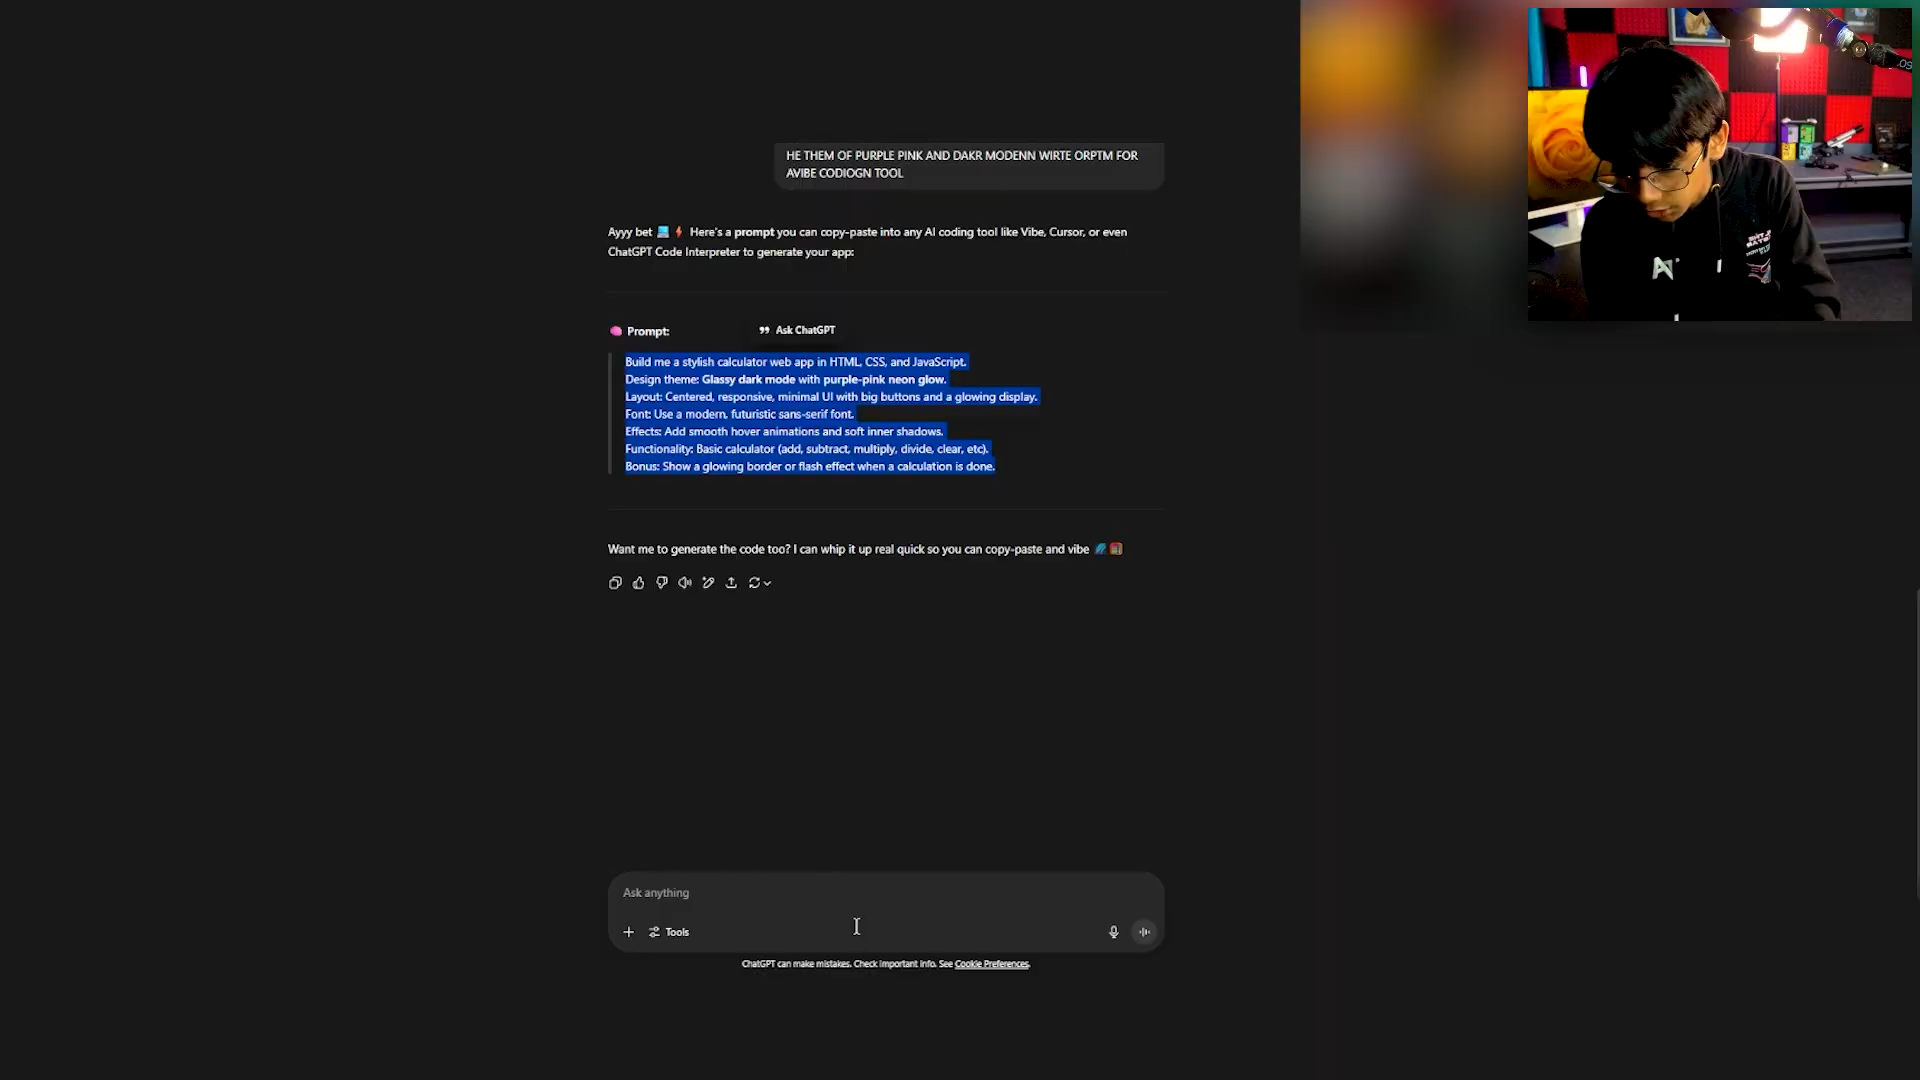 HE THEM OF PURPLE PINK AND DAKR MODENN WIRTE ORPTM FOR
AVIBE CODIOGN TOOL
Ayyy bet 💻⚡ Here's a prompt you can copy-paste into any AI coding tool like Vibe, Cursor, or even
ChatGPT Code Interpreter to generate your app:
🧠 Prompt:
Ask ChatGPT
Build me a stylish calculator web app in HTML, CSS, and JavaScript.
Design theme: Glassy dark mode with purple-pink neon glow.
Layout: Centered, responsive, minimal UI with big buttons and a glowing display.
Font: Use a modern, futuristic sans-serif font.
Effects: Add smooth hover animations and soft inner shadows.
Functionality: Basic calculator (add, subtract, multiply, divide, clear, etc).
Bonus: Show a glowing border or flash effect when a calculation is done.
Want me to generate the code too? I can whip it up real quick so you can copy-paste and vibe
Ask anything
Tools
ChatGPT can make mistakes. Check important info. See Cookie Preferences.